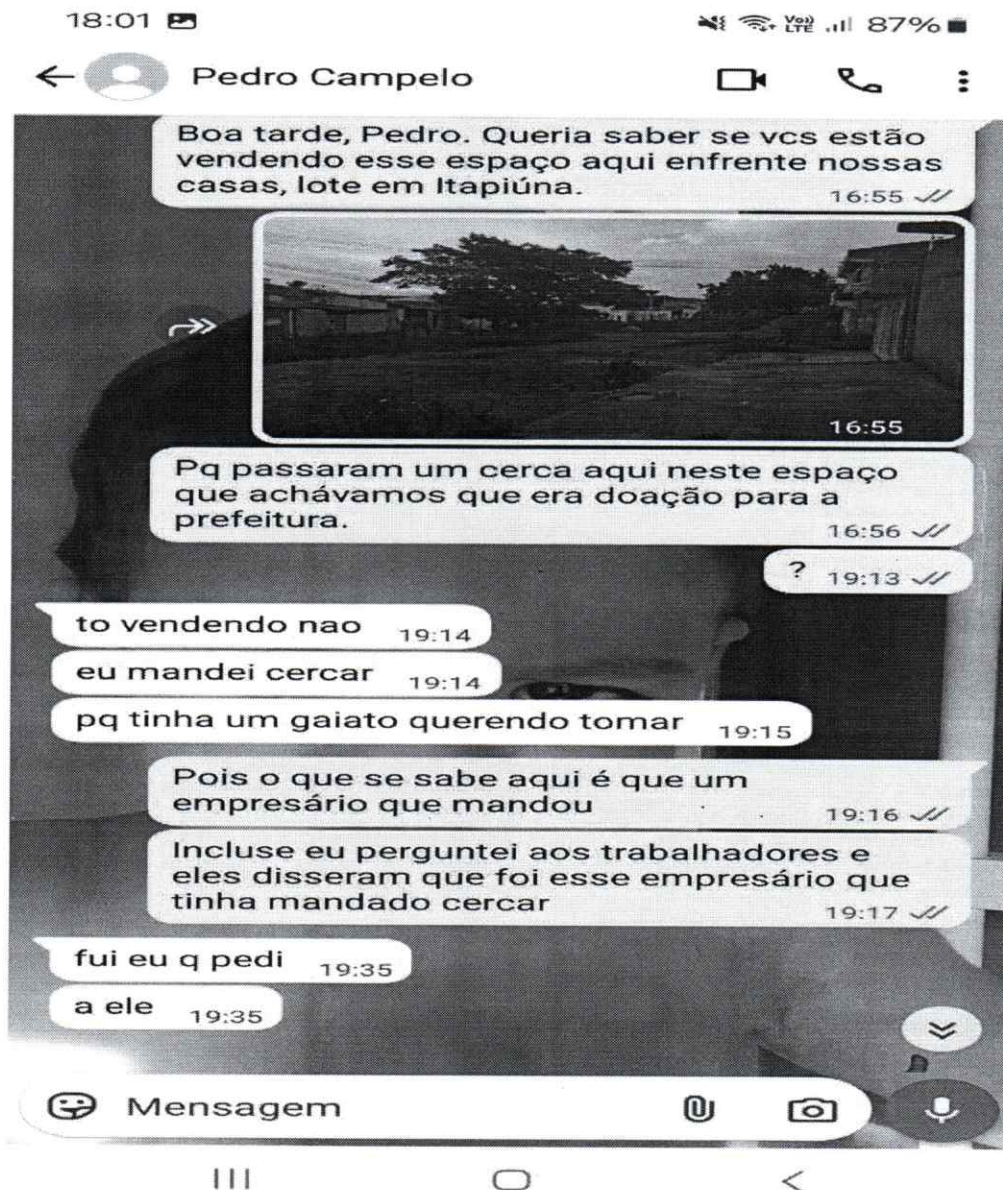 18:01
Vo)) LTE 87%
Pedro Campelo
Boa tarde, Pedro. Queria saber se vcs estão
vendendo esse espaço aqui enfrente nossas
casas, lote em Itapiúna.
16:55
16:55
Pq passaram um cerca aqui neste espaço
que achávamos que era doação para a
prefeitura.
16:56
? 19:13
to vendendo nao 19:14
eu mandei cercar 19:14
pq tinha um gaiato querendo tomar 19:15
Pois o que se sabe aqui é que um
empresário que mandou
19:16
Incluse eu perguntei aos trabalhadores e
eles disseram que foi esse empresário que
tinha mandado cercar
19:17
fui eu q pedi 19:35
a ele 19:35
Mensagem